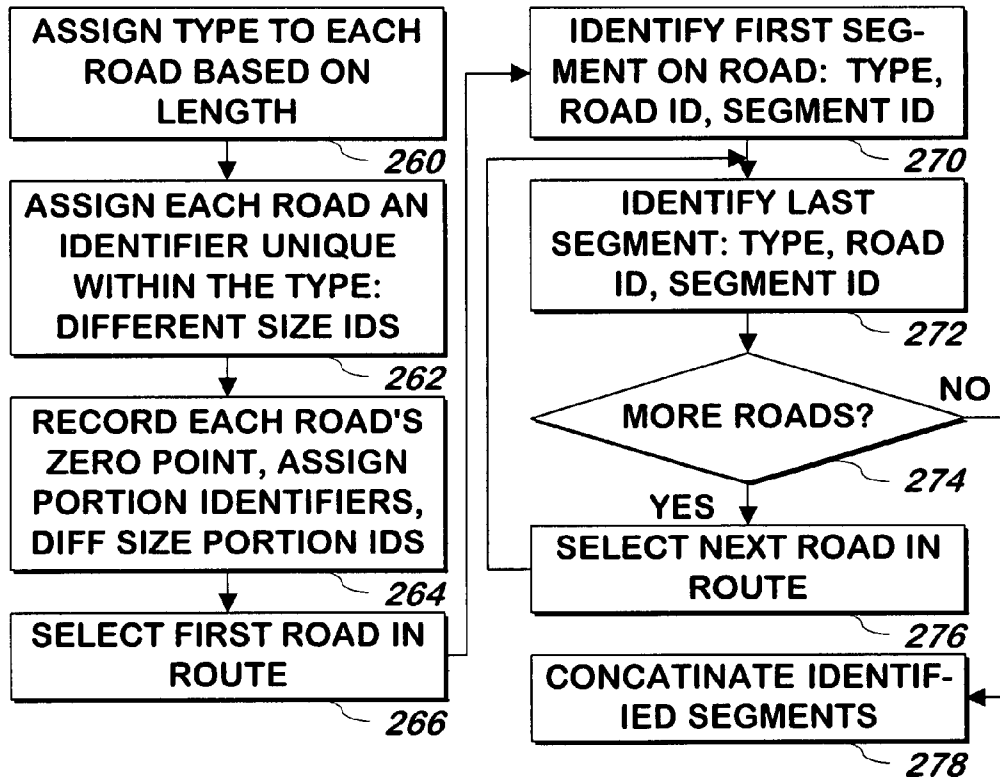 ASSIGN TYPE TO EACH
ROAD BASED ON
LENGTH
260
ASSIGN EACH ROAD AN
IDENTIFIER UNIQUE
WITHIN THE TYPE:
DIFFERENT SIZE IDS
262
RECORD EACH ROAD'S
ZERO POINT, ASSIGN
PORTION IDENTIFIERS,
DIFF SIZE PORTION IDS
264
SELECT FIRST ROAD IN
ROUTE
266
IDENTIFY FIRST SEG-
MENT ON ROAD: TYPE,
ROAD ID, SEGMENT ID
270
IDENTIFY LAST
SEGMENT: TYPE, ROAD
ID, SEGMENT ID
272
MORE ROADS?
NO
274
YES
SELECT NEXT ROAD IN
ROUTE
276
CONCATINATE IDENTIF-
IED SEGMENTS
278